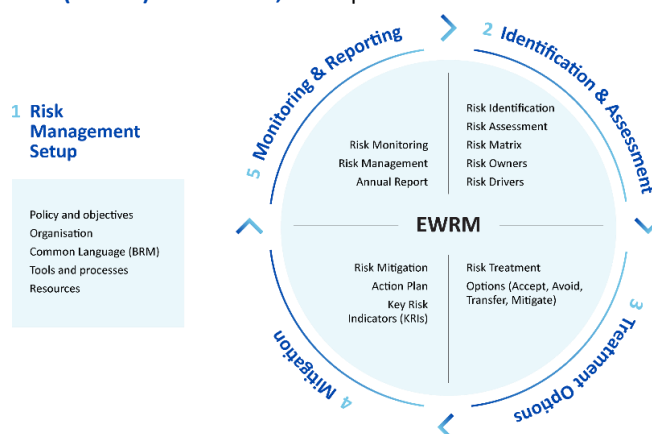 1 Risk
Management
Setup
Policy and objectives
Organisation
Common Language (BRM)
Tools and processes
Resources
2 Identification & Assessment
Risk Identification
Risk Assessment
Risk Matrix
Risk Owners
Risk Drivers
3 Treatment Options
Risk Treatment
Options (Accept, Avoid,
Transfer, Mitigate)
4 Mitigation
Risk Mitigation
Action Plan
Key Risk
Indicators (KRIs)
5 Monitoring & Reporting
Risk Monitoring
Risk Management
Annual Report
EWRM